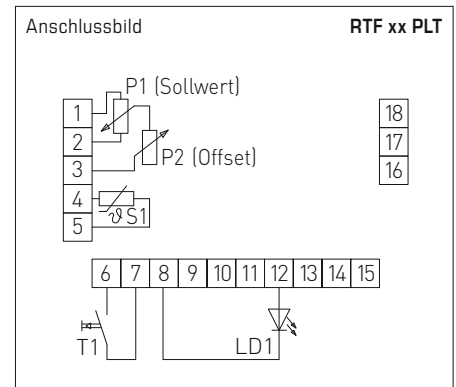 Anschlussbild RTF xx PLT
P1 (Sollwert)
1 18
2 17
P2 (Offset)
3 16
4
ϑ S1
5
6 7 8 9 10 11 12 13 14 15
T1 LD1